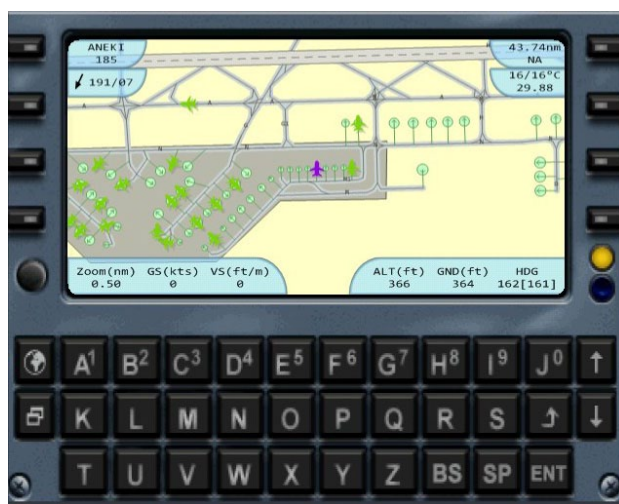 ANEKI
185
191/07
43.74nm
NA
16/16°C
29.88
Zoom(nm) GS(kts) VS(ft/m)
0.50 0 0
ALT(ft) GND(ft) HDG
366 364 162[161]
A1 B2 C3 D4 E5 F6 G7 H8 I9 J0
K L M N O P Q R S
T U V W X Y Z BS SP ENT